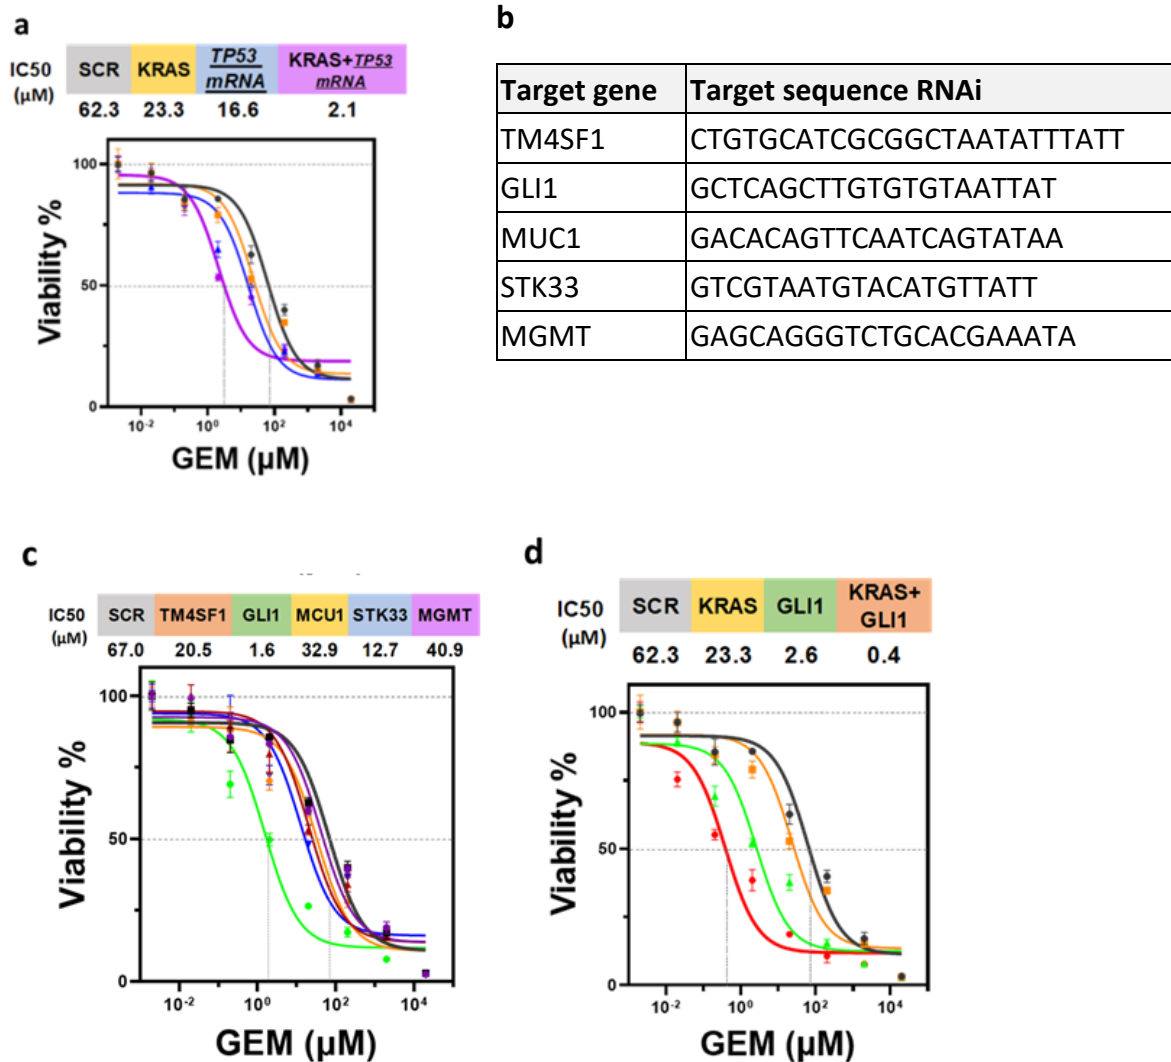 a
IC50
(µM)
SCR KRAS TP53 mRNA KRAS+TP53 mRNA
62.3 23.3 16.6 2.1
Viability %
100
50
0
10-2 100 102 104
GEM (µM)
b
Target gene Target sequence RNAi
TM4SF1 CTGTGCATCGCGGCTAATATTTATT
GLI1 GCTCAGCTTGTGTGTAATTAT
MUC1 GACACAGTTCAATCAGTATAA
STK33 GTCGTAATGTACATGTTATT
MGMT GAGCAGGGTCTGCACGAAATA
c
IC50
(µM)
SCR TM4SF1 GLI1 MCU1 STK33 MGMT
67.0 20.5 1.6 32.9 12.7 40.9
Viability %
100
50
0
10-2 100 102 104
GEM (µM)
d
IC50
(µM)
SCR KRAS GLI1 KRAS+ GLI1
62.3 23.3 2.6 0.4
Viability %
100
50
0
10-2 100 102 104
GEM (µM)